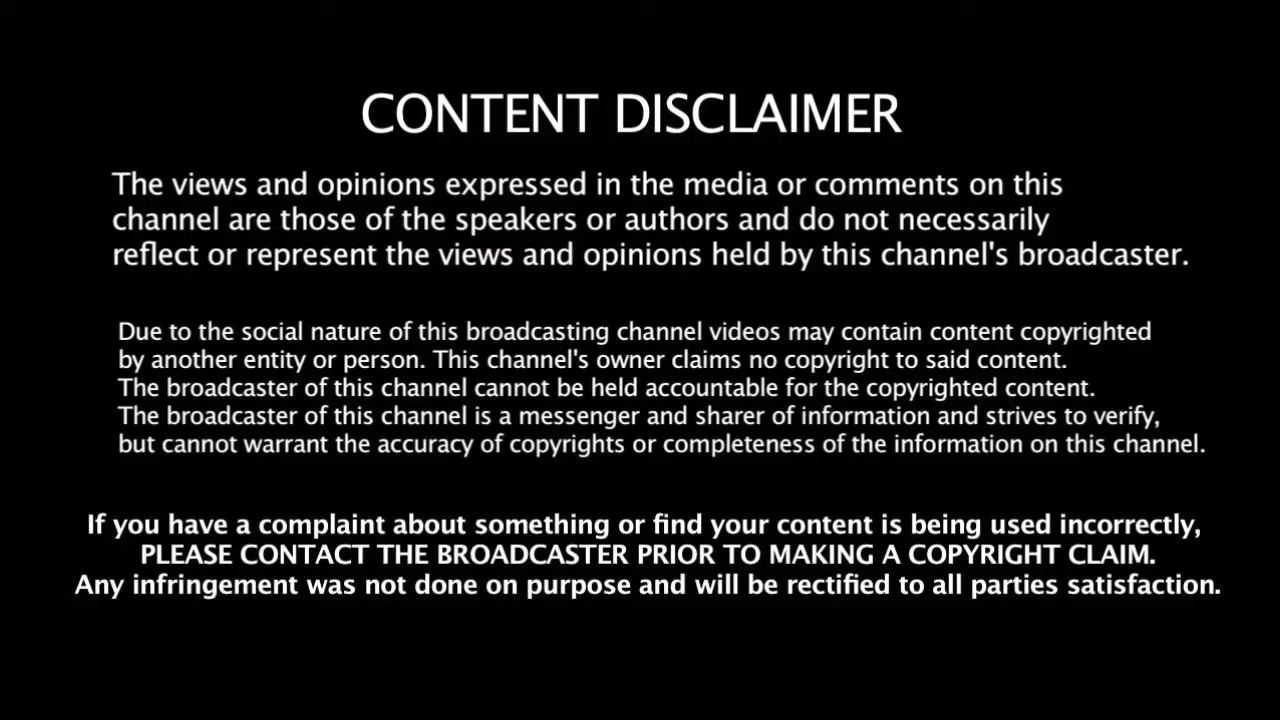 CONTENT DISCLAIMER
The views and opinions expressed in the media or comments on this
channel are those of the speakers or authors and do not necessarily
reflect or represent the views and opinions held by this channel's broadcaster.
Due to the social nature of this broadcasting channel videos may contain content copyrighted
by another entity or person. This channel's owner claims no copyright to said content.
The broadcaster of this channel cannot be held accountable for the copyrighted content.
The broadcaster of this channel is a messenger and sharer of information and strives to verify,
but cannot warrant the accuracy of copyrights or completeness of the information on this channel.
If you have a complaint about something or find your content is being used incorrectly,
PLEASE CONTACT THE BROADCASTER PRIOR TO MAKING A COPYRIGHT CLAIM.
Any infringement was not done on purpose and will be rectified to all parties satisfaction.